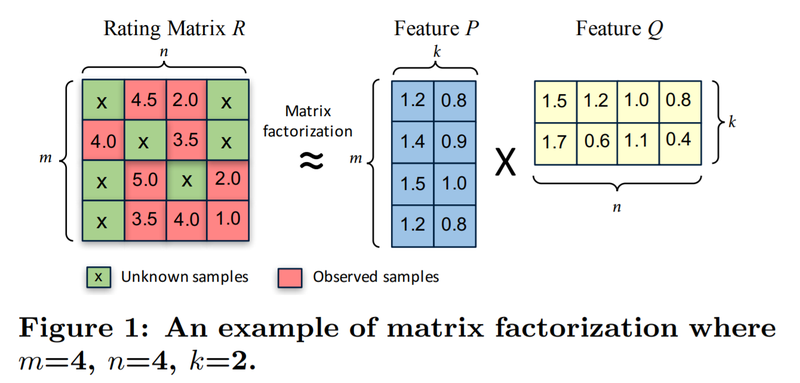 Rating Matrix R
Feature P
Feature Q
n
k
m
x 4.5 2.0 x
4.0 x 3.5 x
x 5.0 x 2.0
x 3.5 4.0 1.0
Matrix
factorization
≈
m
1.2 0.8
1.4 0.9
1.5 1.0
1.2 0.8
X
1.5 1.2 1.0 0.8
1.7 0.6 1.1 0.4
k
n
x Unknown samples
Observed samples
Figure 1: An example of matrix factorization where
m=4, n=4, k=2.